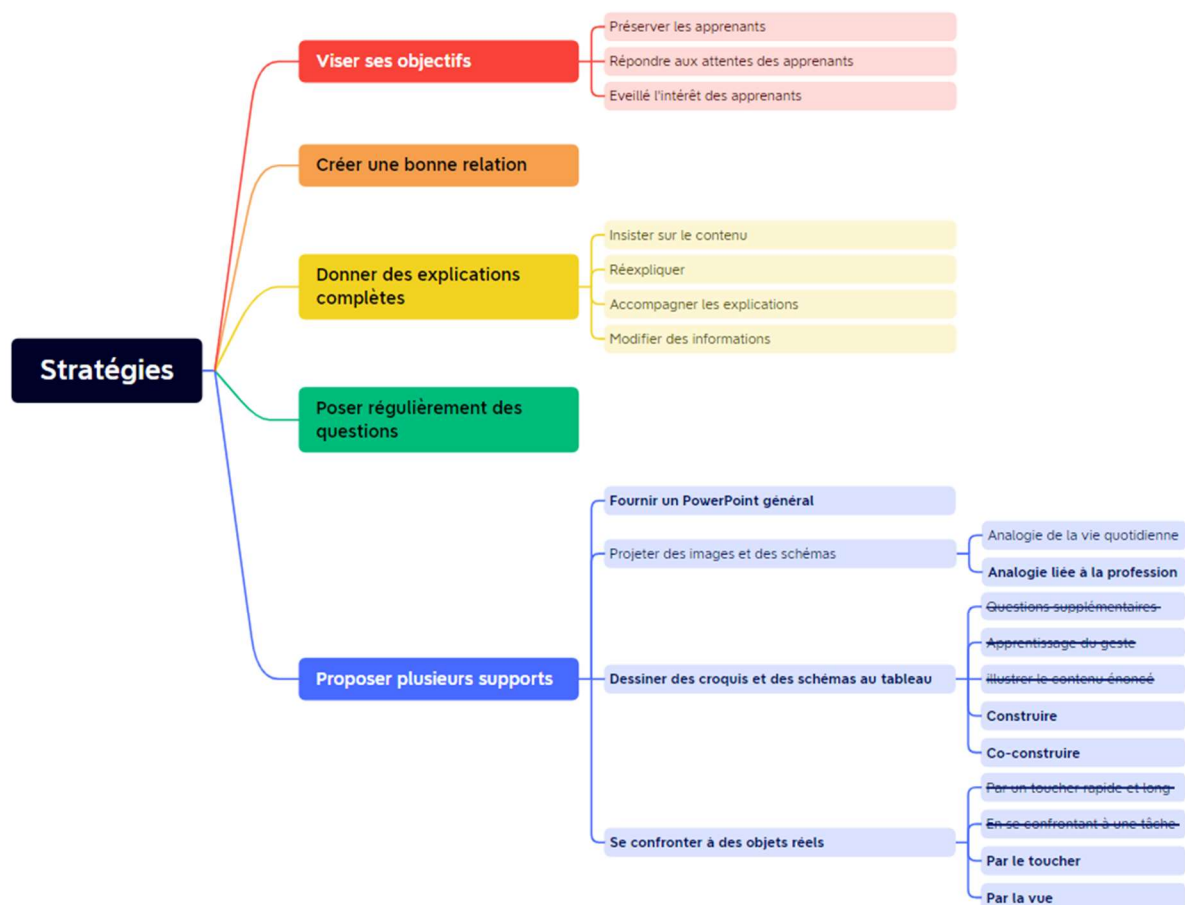 Stratégies
Viser ses objectifs
Préserver les apprenants
Répondre aux attentes des apprenants
Eveillé l'intérêt des apprenants
Créer une bonne relation
Donner des explications
complètes
Insister sur le contenu
Réexpliquer
Accompagner les explications
Modifier des informations
Poser régulièrement des
questions
Proposer plusieurs supports
Fournir un PowerPoint général
Projeter des images et des schémas
Analogie de la vie quotidienne
Analogie liée à la profession
Dessiner des croquis et des schémas au tableau
Questions supplémentaires
Apprentissage du geste
illustrer le contenu énoncé
Construire
Co-construire
Se confronter à des objets réels
Par un toucher rapide et long
En se confrontant à une tâche
Par le toucher
Par la vue